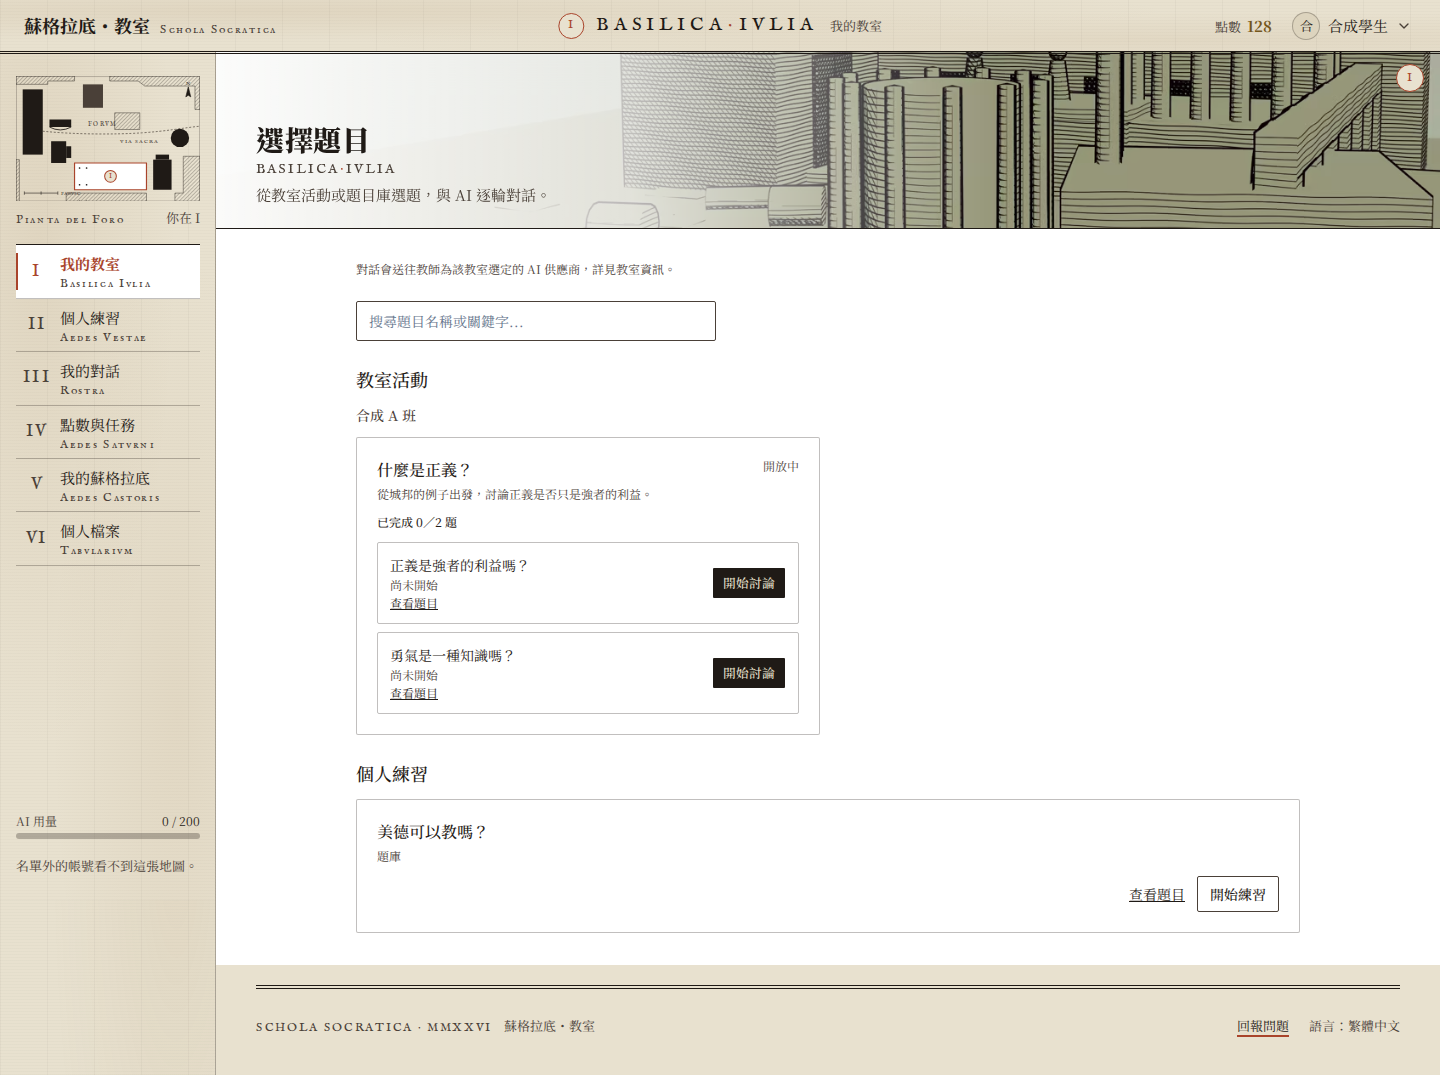 蘇格拉底・教室 SCHOLA SOCRATICA
I BASILICA·IVLIA 我的教室
點數 128 合 合成學生
FORVM
VIA SACRA
I
PIANTA DEL FORO 你在 I
I 我的教室
BASILICA IVLIA
II 個人練習
AEDES VESTAE
III 我的對話
ROSTRA
IV 點數與任務
AEDES SATVRNI
V 我的蘇格拉底
AEDES CASTORIS
VI 個人檔案
TABVLARIVM
AI 用量 0 / 200
名單外的帳號看不到這張地圖。
I
選擇題目
BASILICA·IVLIA
從教室活動或題目庫選題，與 AI 逐輪對話。
對話會送往教師為該教室選定的 AI 供應商，詳見教室資訊。
搜尋題目名稱或關鍵字…
教室活動
合成 A 班
什麼是正義？ 開放中
從城邦的例子出發，討論正義是否只是強者的利益。
已完成 0／2 題
正義是強者的利益嗎？
尚未開始
查看題目
開始討論
勇氣是一種知識嗎？
尚未開始
查看題目
開始討論
個人練習
美德可以教嗎？
題庫
查看題目 開始練習
SCHOLA SOCRATICA · MMXXVI 蘇格拉底・教室
回報問題 語言：繁體中文